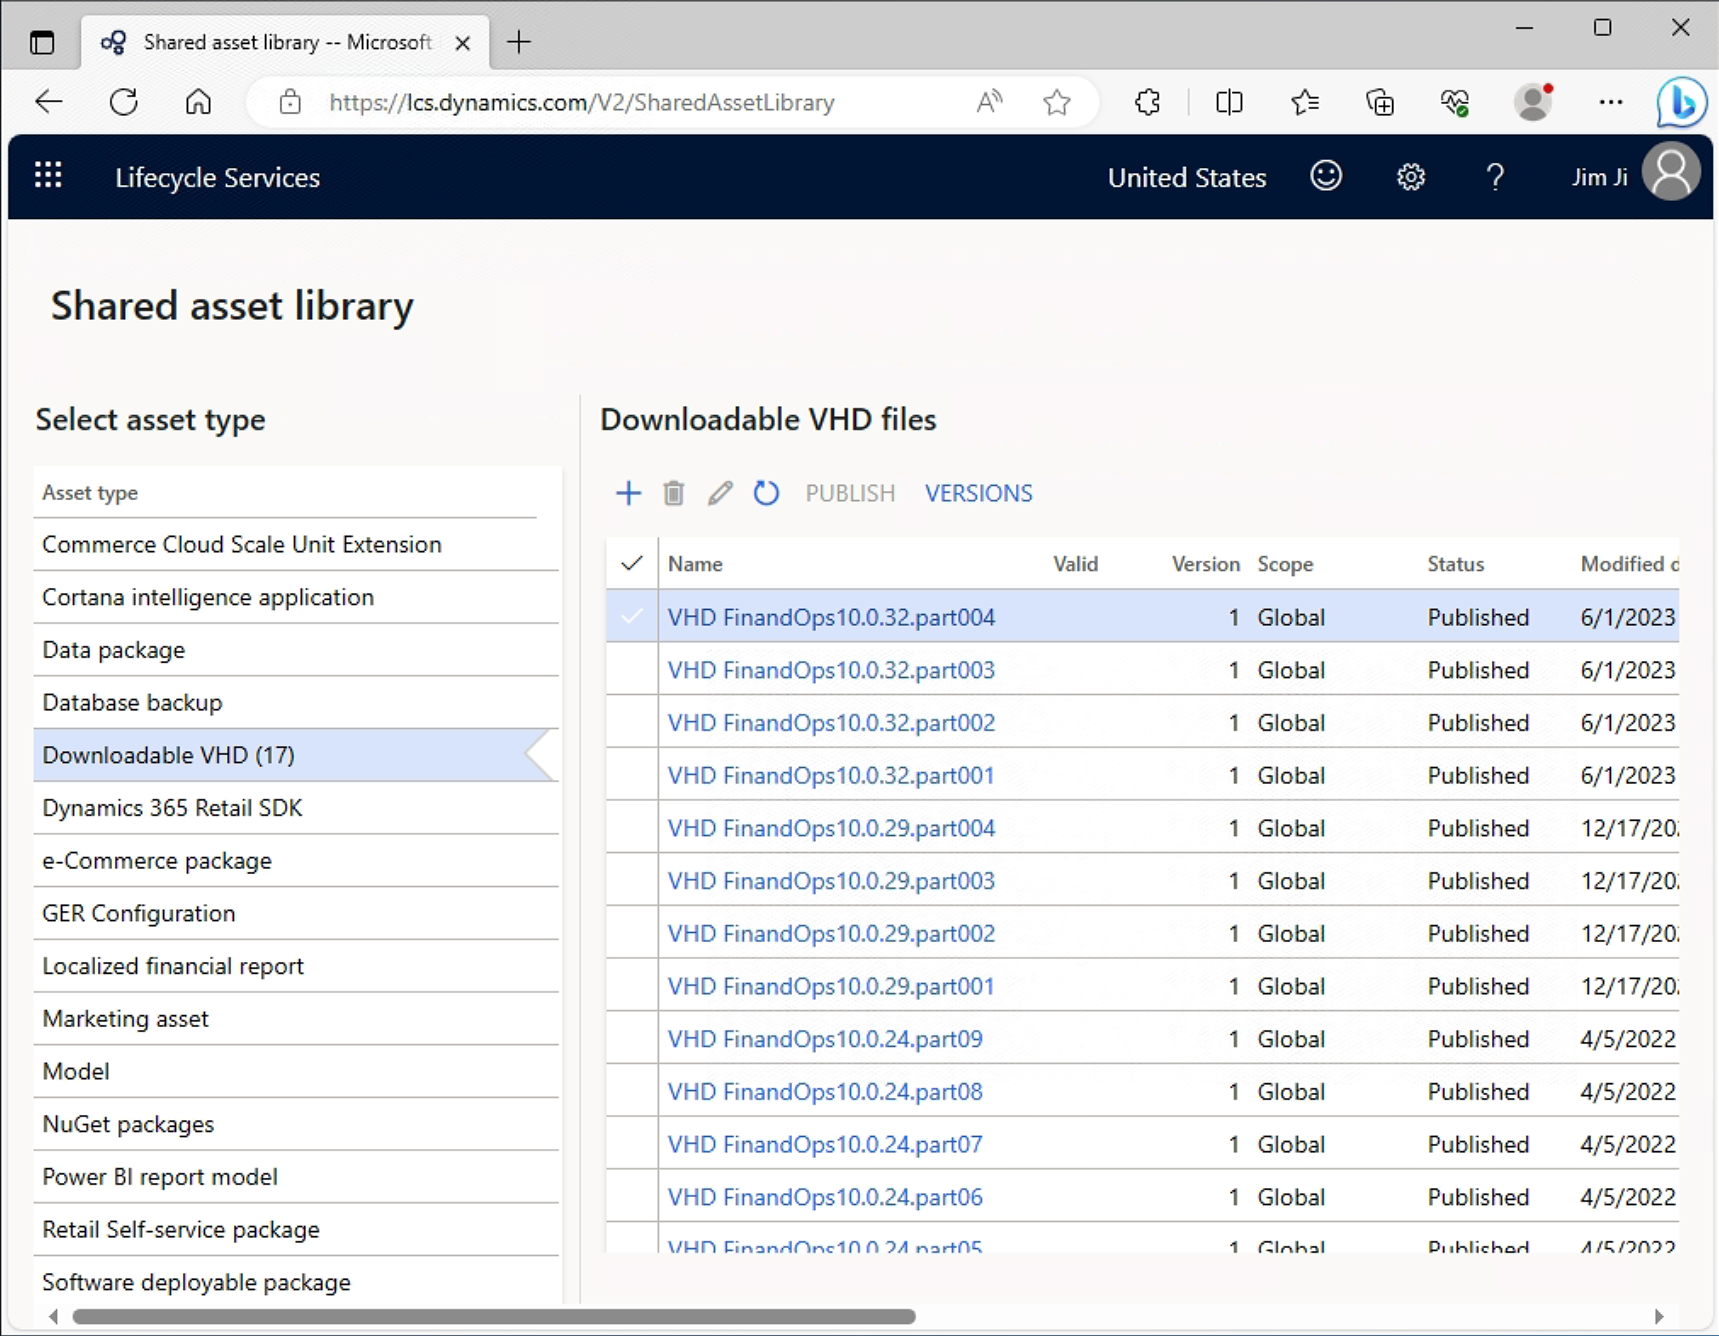 Shared asset library -- Microsoft
https://lcs.dynamics.com/V2/SharedAssetLibrary
Lifecycle Services
United States
Jim Ji
Shared asset library
Select asset type
Asset type
Commerce Cloud Scale Unit Extension
Cortana intelligence application
Data package
Database backup
Downloadable VHD (17)
Dynamics 365 Retail SDK
e-Commerce package
GER Configuration
Localized financial report
Marketing asset
Model
NuGet packages
Power BI report model
Retail Self-service package
Software deployable package
Downloadable VHD files
PUBLISH VERSIONS
Name Valid Version Scope Status Modified d
VHD FinandOps10.0.32.part004 1 Global Published 6/1/2023
VHD FinandOps10.0.32.part003 1 Global Published 6/1/2023
VHD FinandOps10.0.32.part002 1 Global Published 6/1/2023
VHD FinandOps10.0.32.part001 1 Global Published 6/1/2023
VHD FinandOps10.0.29.part004 1 Global Published 12/17/202
VHD FinandOps10.0.29.part003 1 Global Published 12/17/202
VHD FinandOps10.0.29.part002 1 Global Published 12/17/202
VHD FinandOps10.0.29.part001 1 Global Published 12/17/202
VHD FinandOps10.0.24.part09 1 Global Published 4/5/2022
VHD FinandOps10.0.24.part08 1 Global Published 4/5/2022
VHD FinandOps10.0.24.part07 1 Global Published 4/5/2022
VHD FinandOps10.0.24.part06 1 Global Published 4/5/2022
VHD FinandOps10.0.24.part05 1 Global Published 4/5/2022